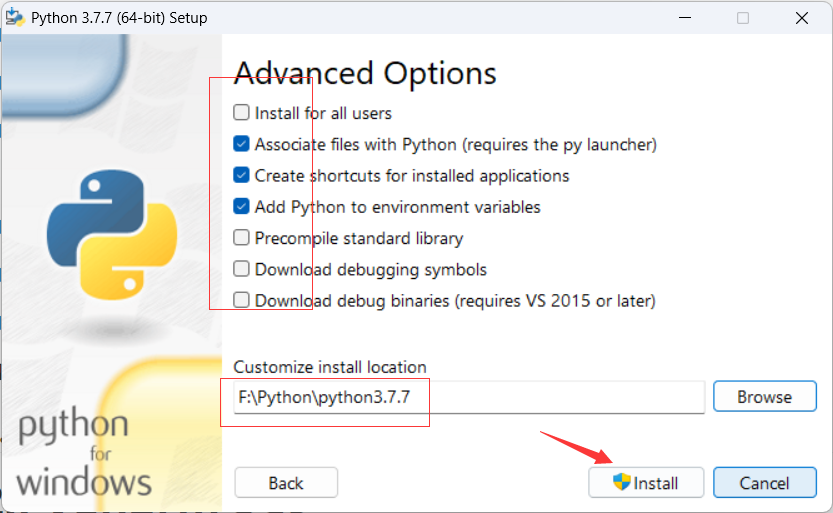 Python 3.7.7 (64-bit) Setup
Advanced Options
Install for all users
Associate files with Python (requires the py launcher)
Create shortcuts for installed applications
Add Python to environment variables
Precompile standard library
Download debugging symbols
Download debug binaries (requires VS 2015 or later)
Customize install location
F:\Python\python3.7.7
Browse
python
for
windows
Back
Install
Cancel